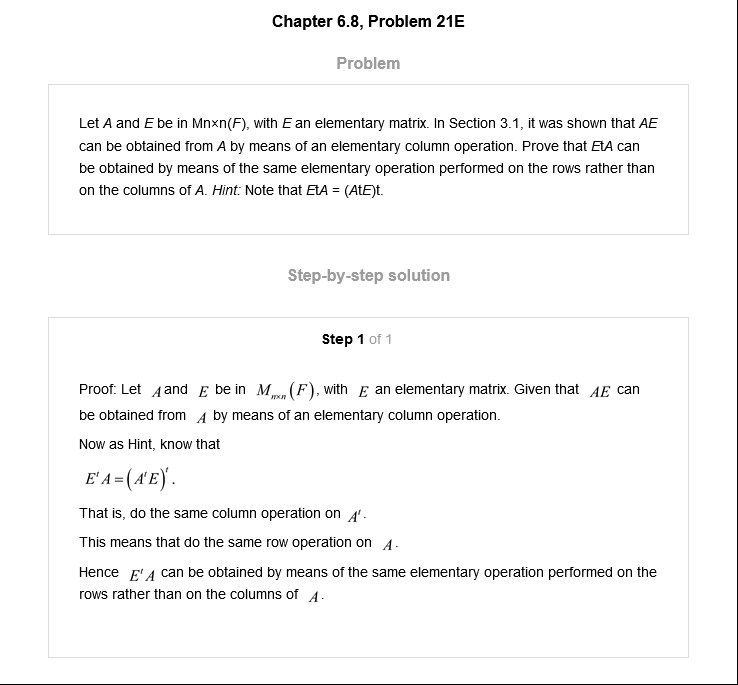 Chapter 6.8, Problem 21E
Problem
Let A and E be in Mn×n(F), with E an elementary matrix. In Section 3.1, it was shown that AE
can be obtained from A by means of an elementary column operation. Prove that EtA can
be obtained by means of the same elementary operation performed on the rows rather than
on the columns of A. Hint: Note that EtA = (AtE)t.
Step-by-step solution
Step 1 of 1
Proof: Let A and E be in Mₙₓₙ(F), with E an elementary matrix. Given that AE can
be obtained from A by means of an elementary column operation.
Now as Hint, know that
E'A = (A'E)'.
That is, do the same column operation on A'.
This means that do the same row operation on A.
Hence E'A can be obtained by means of the same elementary operation performed on the
rows rather than on the columns of A.